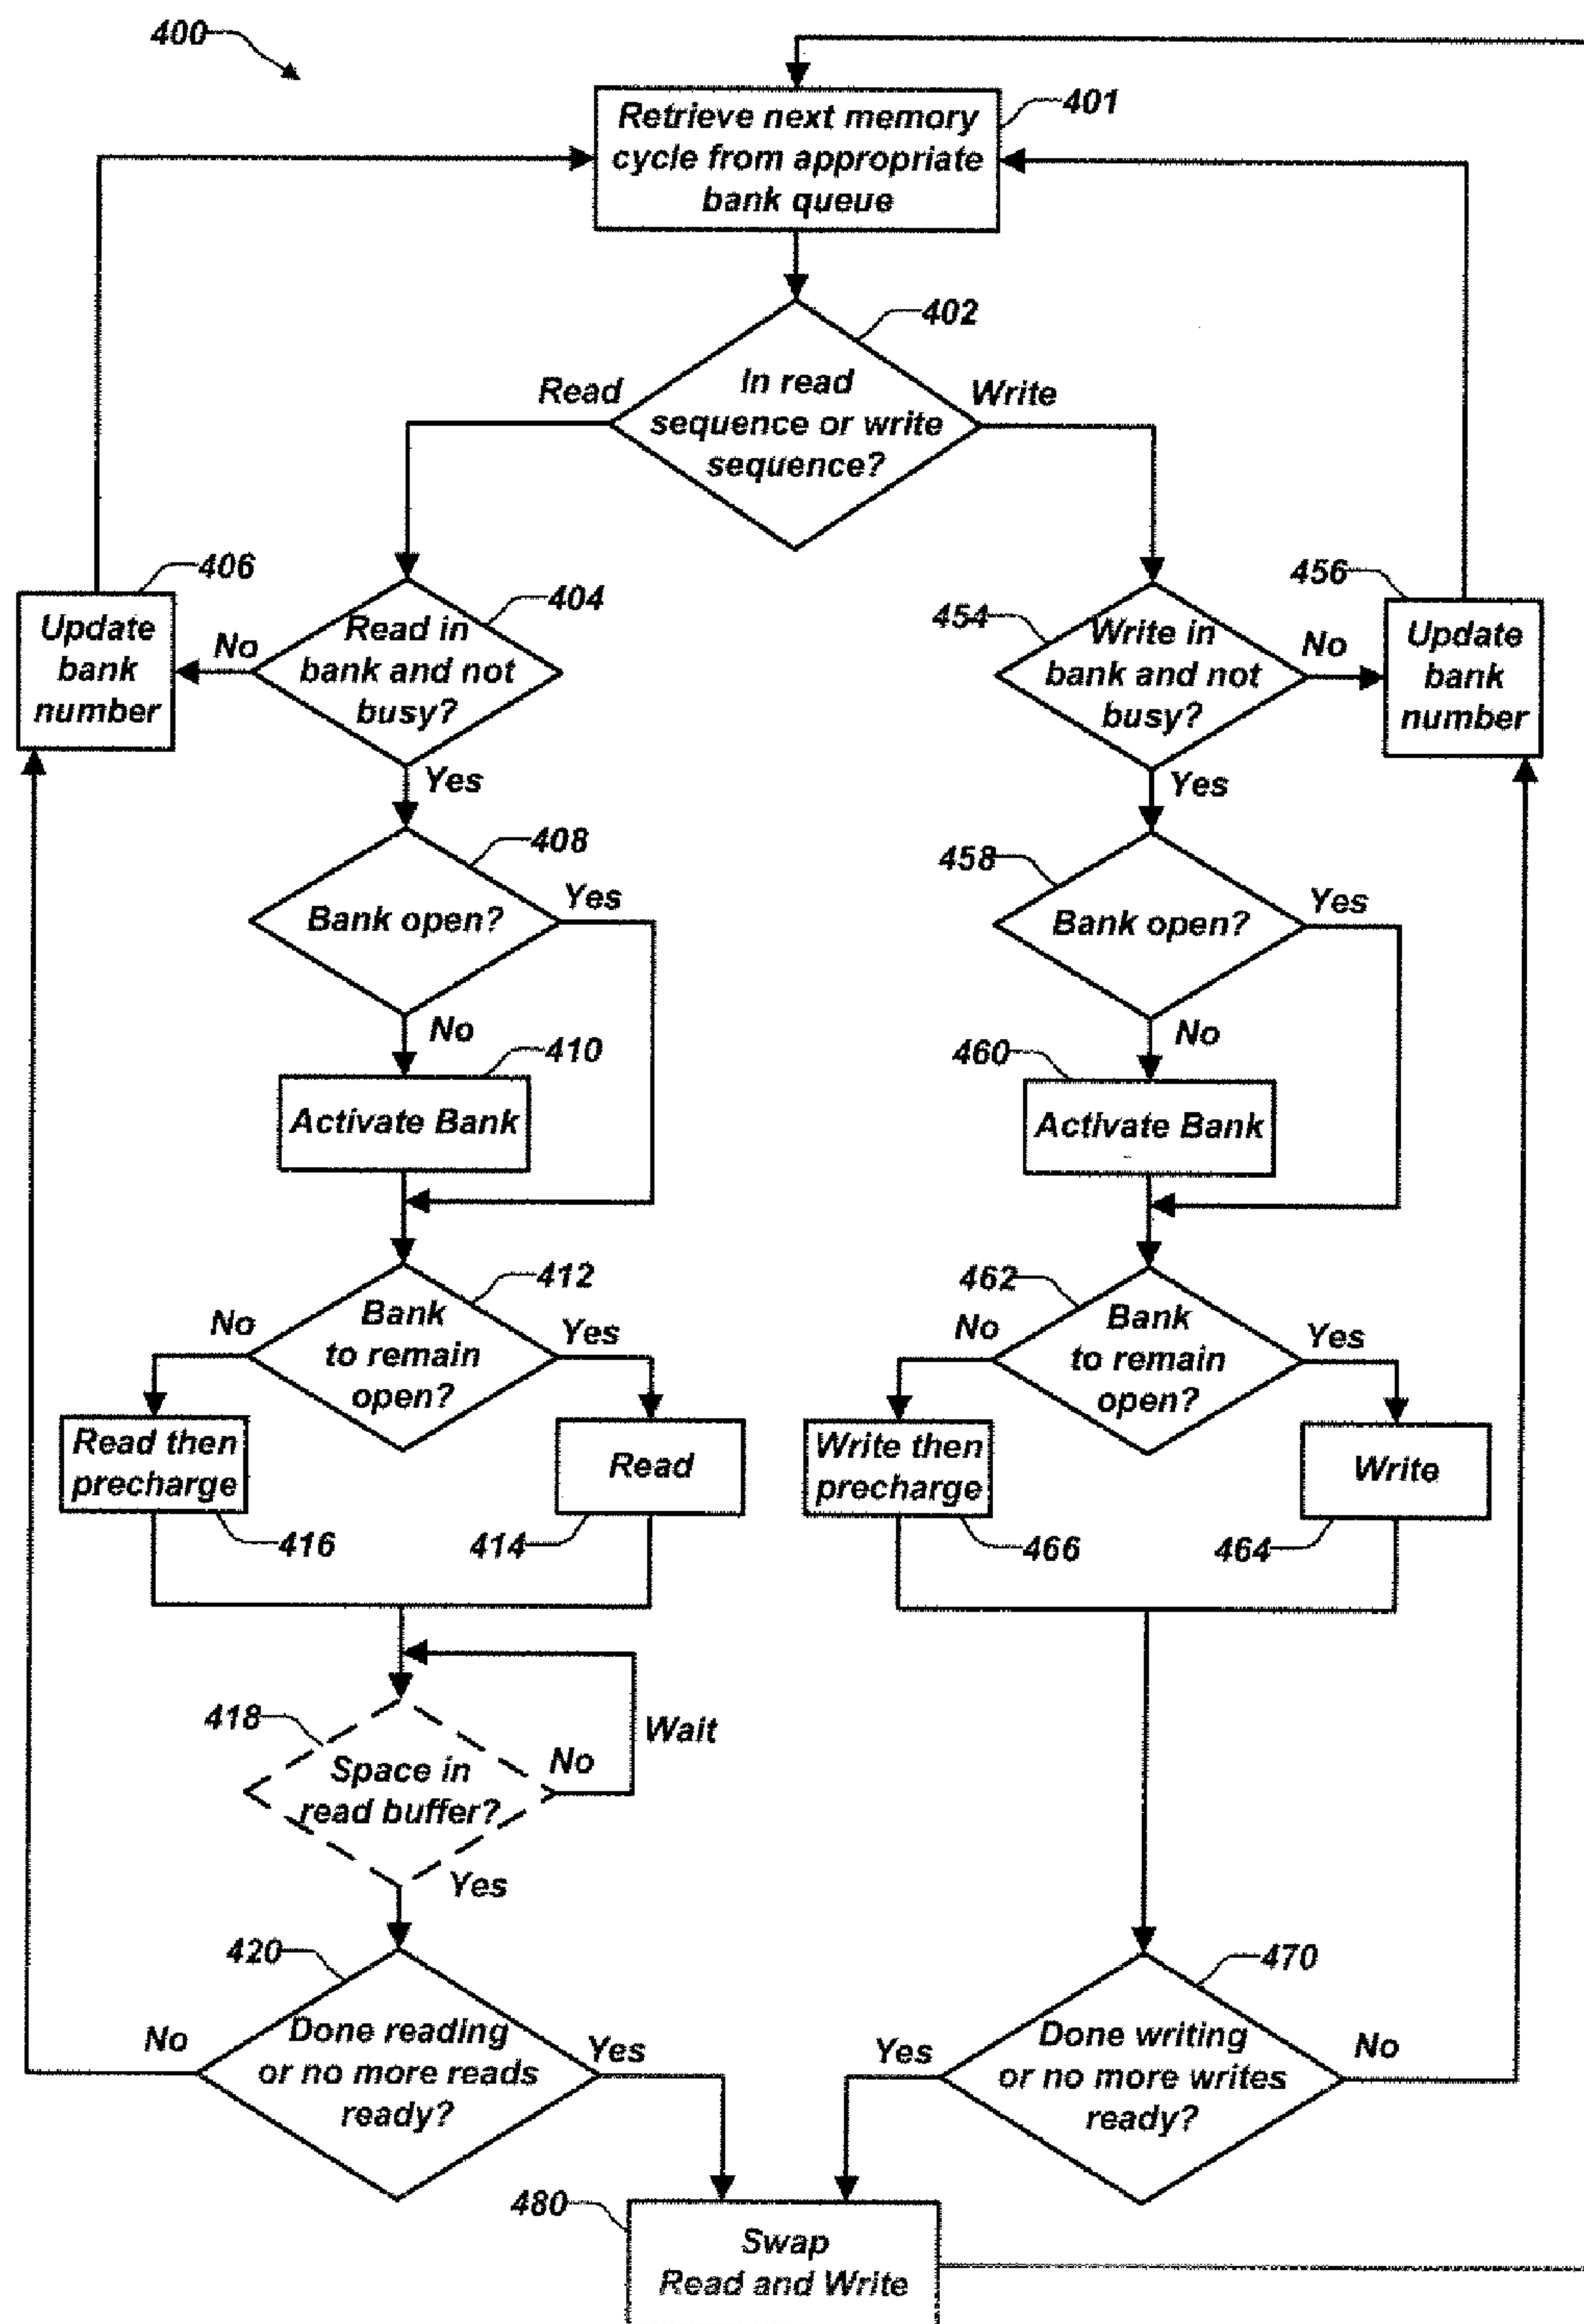 400
Retrieve next memory
cycle from appropriate
bank queue
401
402
In read
sequence or write
sequence?
Read
Write
406
Update
bank
number
No
404
Read in
bank and not
busy?
Yes
454
Write in
bank and not
busy?
No
456
Update
bank
number
Yes
408
Bank open?
Yes
No
458
Bank open?
Yes
No
410
Activate Bank
460
Activate Bank
412
Bank
to remain
open?
No
Yes
462
Bank
to remain
open?
No
Yes
Read then
precharge
416
Read
414
Write then
precharge
466
Write
464
418
Space in
read buffer?
No
Wait
Yes
420
Done reading
or no more reads
ready?
No
Yes
470
Done writing
or no more writes
ready?
Yes
No
480
Swap
Read and Write